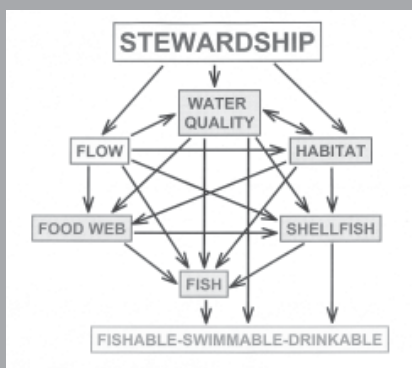 STEWARDSHIP
WATER
QUALITY
FLOW
HABITAT
FOOD WEB
SHELLFISH
FISH
FISHABLE-SWIMMABLE-DRINKABLE